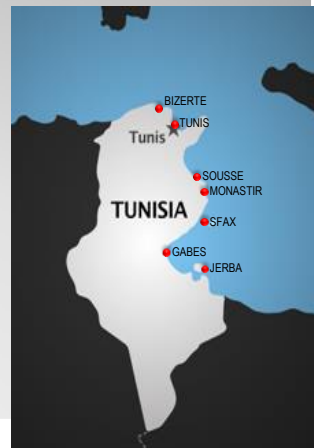 BIZERTE
TUNIS
Tunis
SOUSSE
MONASTIR
TUNISIA
SFAX
GABES
JERBA